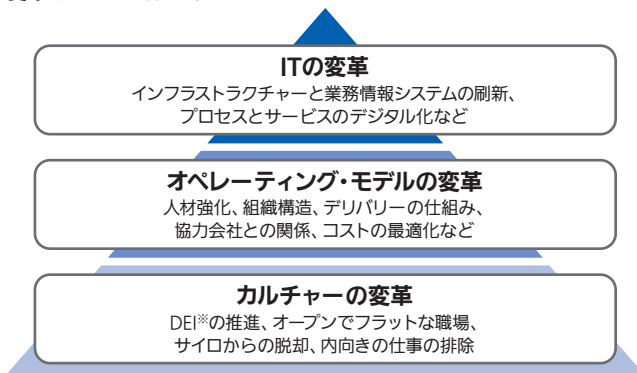 ITの変革
インフラストラクチャーと業務情報システムの刷新、
プロセスとサービスのデジタル化など
オペレーティング・モデルの変革
人材強化、組織構造、デリバリーの仕組み、
協力会社との関係、コストの最適化など
カルチャーの変革
DEI※の推進、オープンでフラットな職場、
サイロからの脱却、内向きの仕事の排除